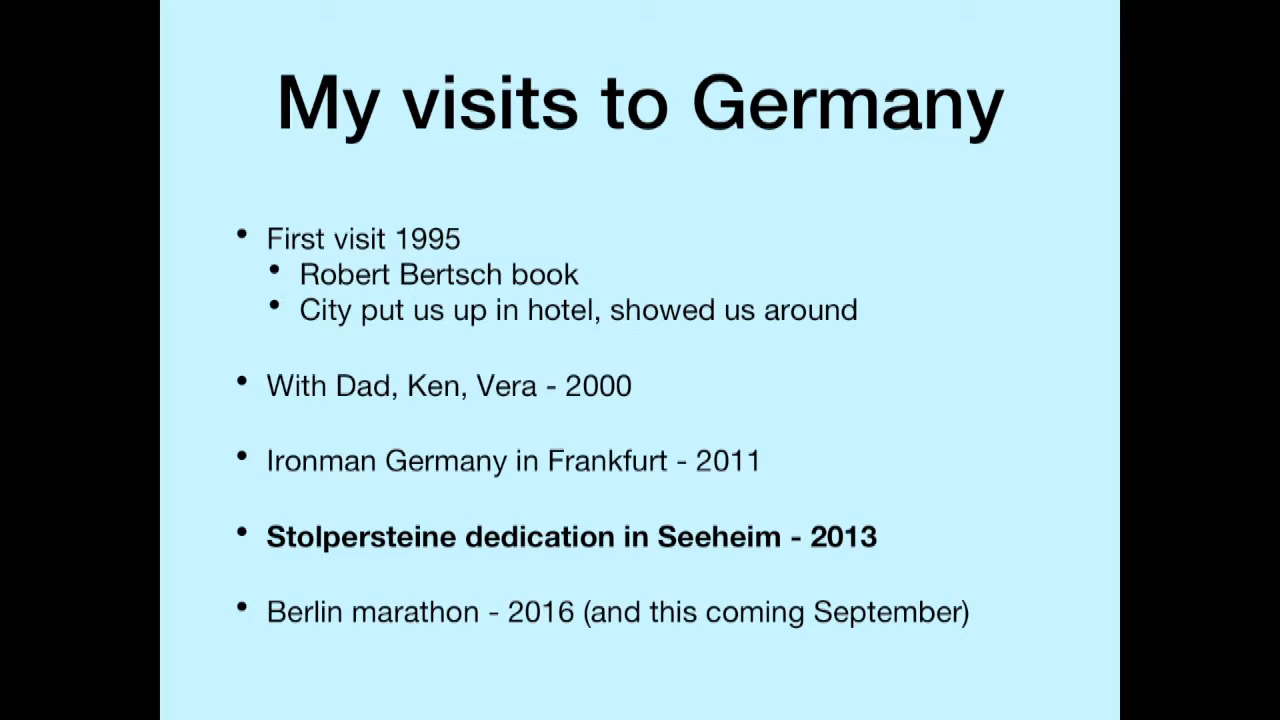 My visits to Germany
• First visit 1995
• Robert Bertsch book
• City put us up in hotel, showed us around
• With Dad, Ken, Vera - 2000
• Ironman Germany in Frankfurt - 2011
• Stolpersteine dedication in Seeheim - 2013
• Berlin marathon - 2016 (and this coming September)